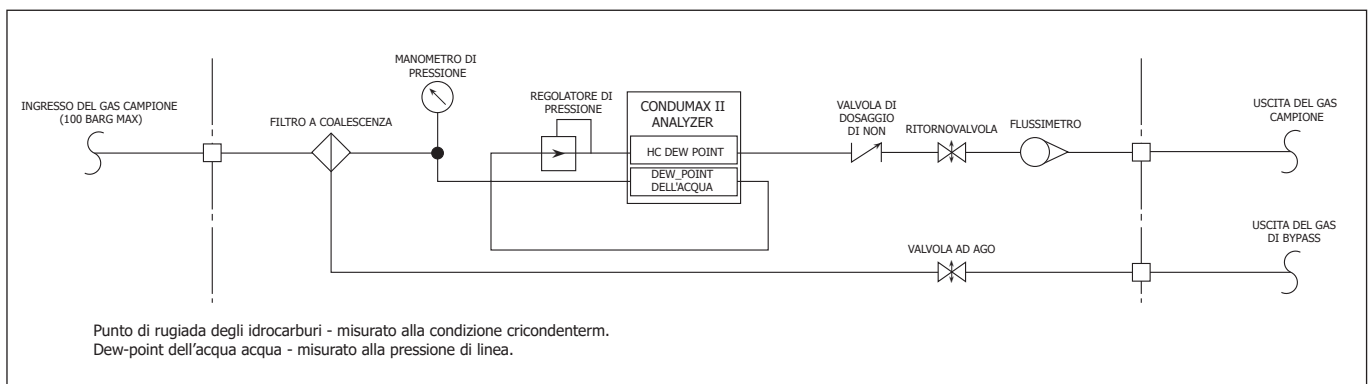 MANOMETRO DI
PRESSIONE
INGRESSO DEL GAS CAMPIONE
(100 BARG MAX)
FILTRO A COALESCENZA
REGOLATORE DI
PRESSIONE
CONDUMAX II
ANALYZER
HC DEW POINT
DEW_POINT
DELL'ACQUA
VALVOLA DI
DOSAGGIO
DI NON
RITORNOVALVOLA
FLUSSIMETRO
USCITA DEL GAS
CAMPIONE
VALVOLA AD AGO
USCITA DEL GAS
DI BYPASS
Punto di rugiada degli idrocarburi - misurato alla condizione cricondenterm.
Dew-point dell'acqua acqua - misurato alla pressione di linea.